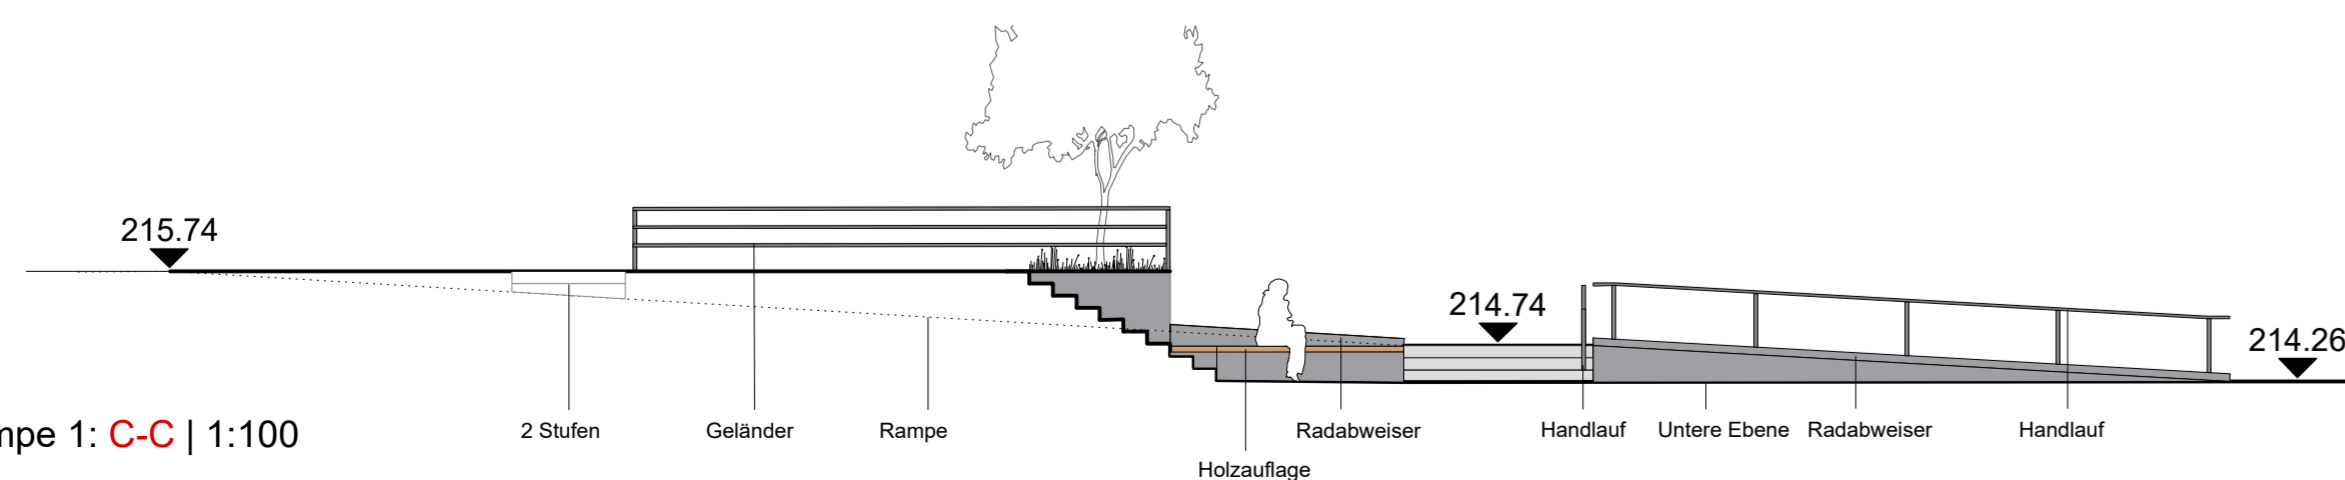 215.74
214.74
214.26
2 Stufen
Geländer
Rampe
Radabweiser
Handlauf
Untere Ebene
Radabweiser
Handlauf
Holzauflage
mpe 1: C-C | 1:100